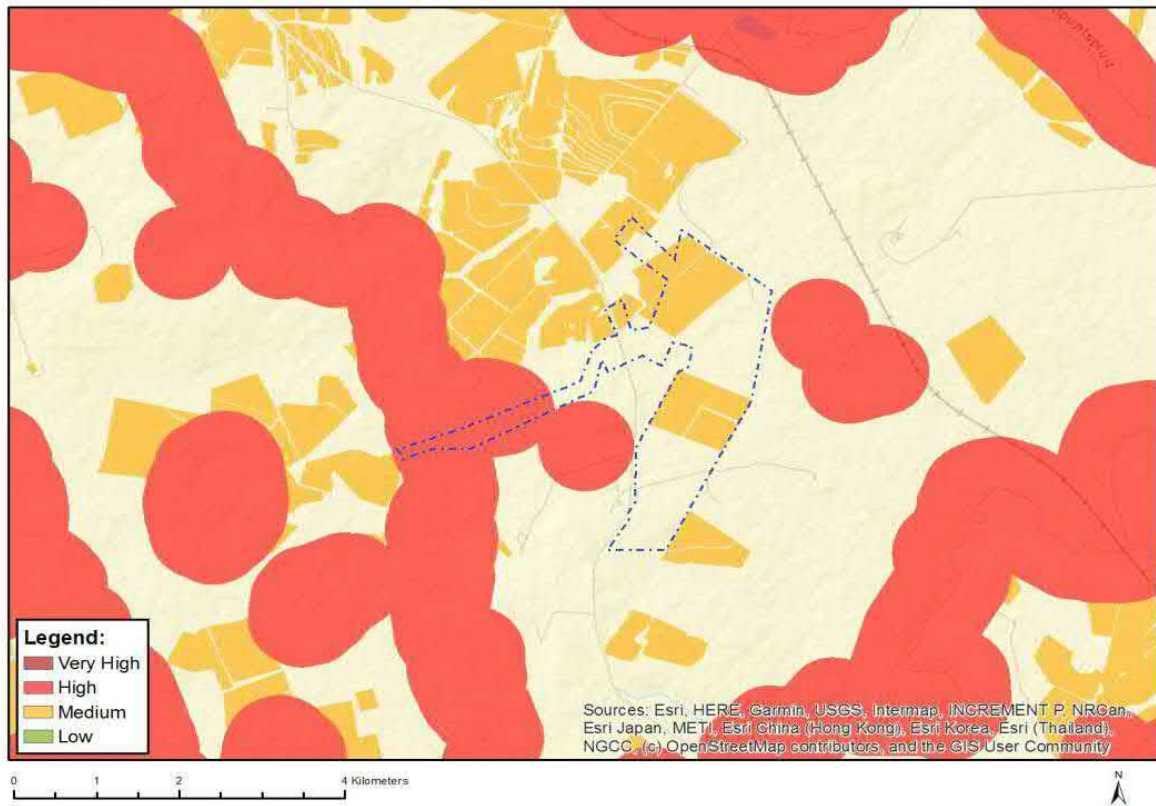 Legend:
Very High
High
Medium
Low
Sources: Esri, HERE, Garmin, USGS, Intermap, INCREMENT P, NRCan,
Esri Japan, METI, Esri China (Hong Kong), Esri Korea, Esri (Thailand),
NGCC, (c) OpenStreetMap contributors, and the GIS User Community
0 1 2 4 Kilometers
N